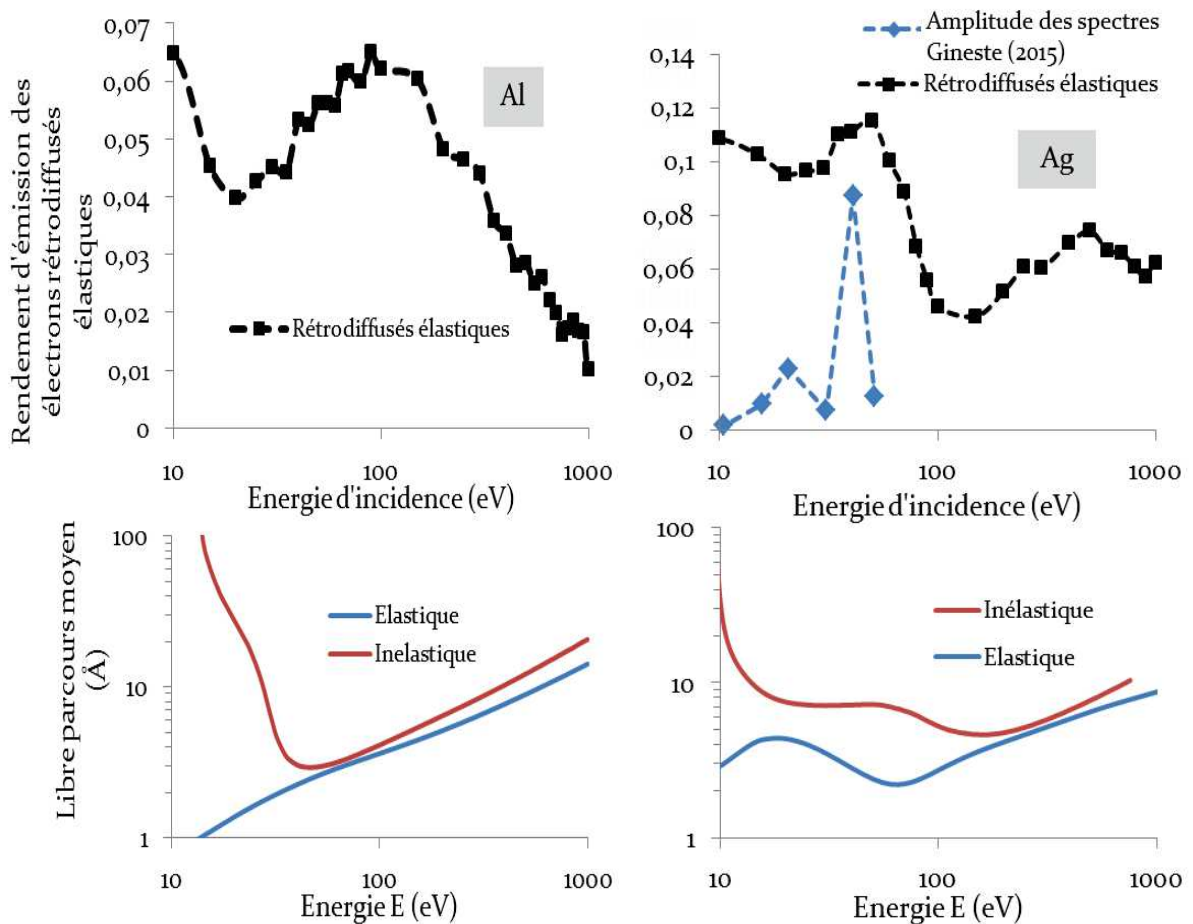 Rendement d'émission des
électrons rétrodiffusés
élastiques
0,07
0,06
0,05
0,04
0,03
0,02
0,01
0
Al
Rétrodiffusés élastiques
10
100
1000
Energie d'incidence (eV)
Amplitude des spectres
Gineste (2015)
Rétrodiffusés élastiques
0,14
0,12
0,1
0,08
0,06
0,04
0,02
0
Ag
10
100
1000
Energie d'incidence (eV)
Libre parcours moyen
(Å)
100
10
1
Elastique
Inelastique
10
100
1000
Energie E (eV)
100
10
1
Inélastique
Elastique
10
100
1000
Energie E (eV)